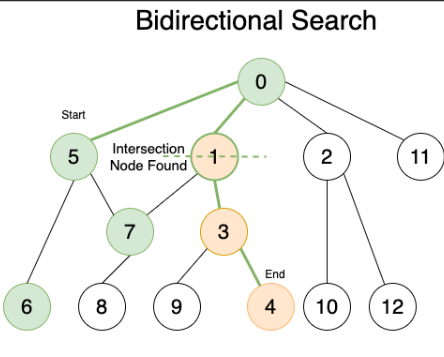 Bidirectional Search
0
Start
Intersection
Node Found
5
1
2
11
7
3
End
6
8
9
4
10
12